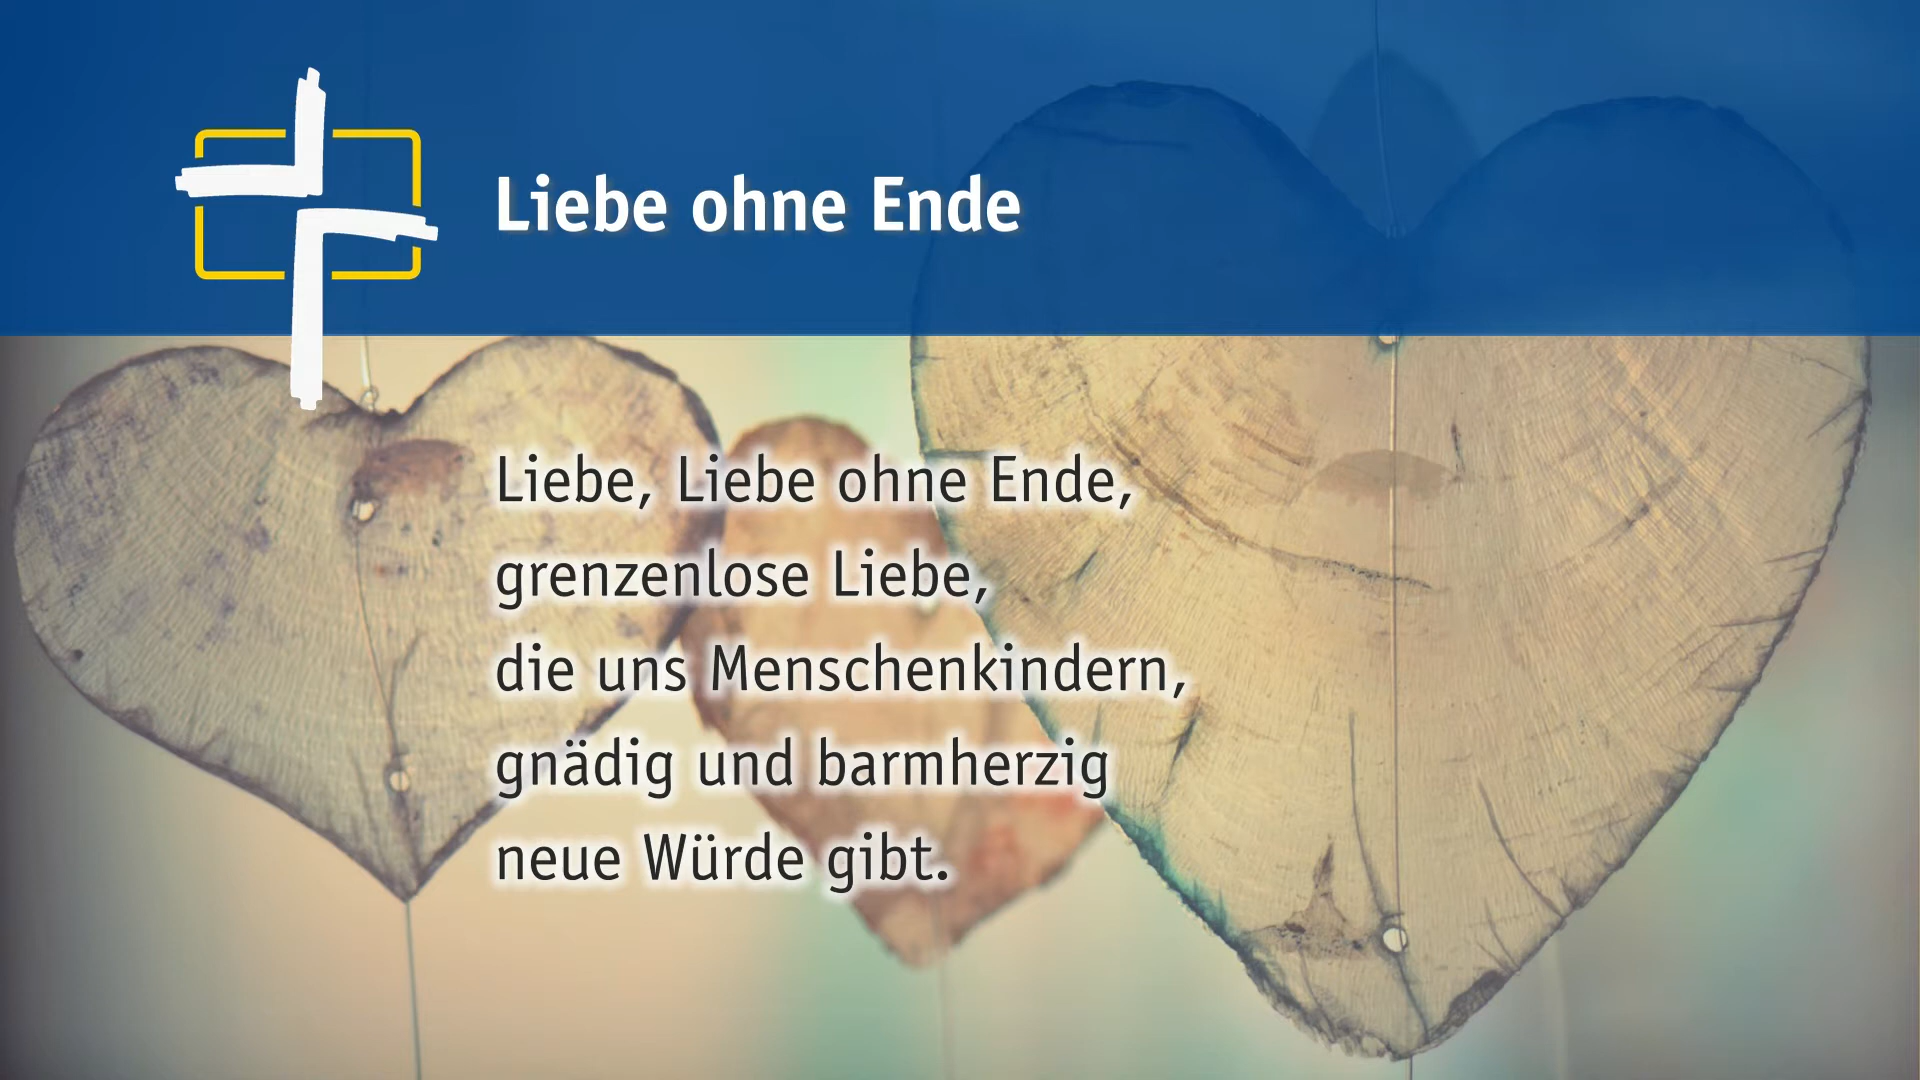 Liebe ohne Ende
Liebe, Liebe ohne Ende,
grenzenlose Liebe,
die uns Menschenkindern,
gnädig und barmherzig
neue Würde gibt.